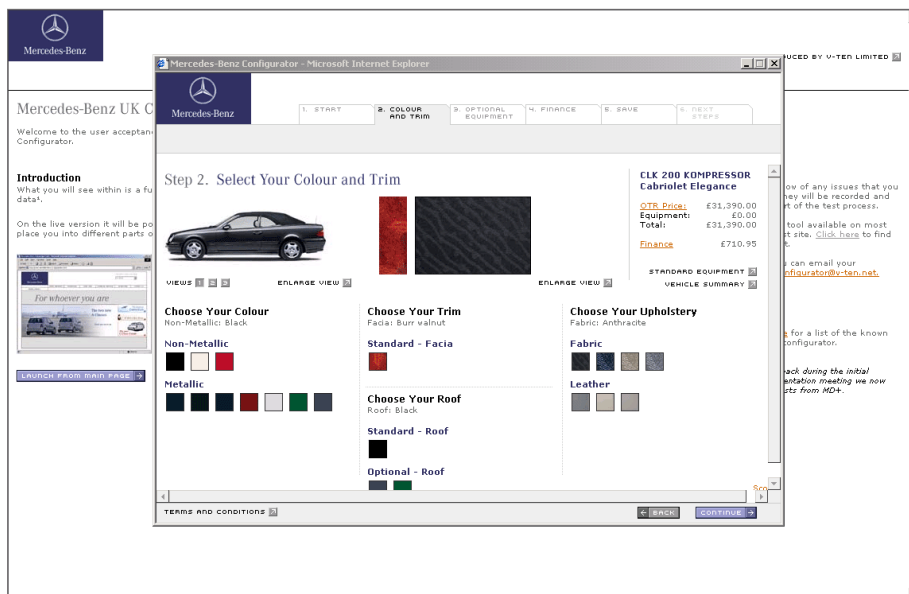 Mercedes-Benz
UCED BY V-TEN LIMITED
Mercedes-Benz UK C
Welcome to the user acceptan
Configurator.
Introduction
What you will see within is a fu
data¹.
On the live version it will be po
place you into different parts o
For whoever you are
LAUNCH FROM MAIN PAGE
Mercedes-Benz Configurator - Microsoft Internet Explorer
Mercedes-Benz
1. START
2. COLOUR AND TRIM
3. OPTIONAL EQUIPMENT
4. FINANCE
5. SAVE
6. NEXT STEPS
Step 2. Select Your Colour and Trim
CLK 200 KOMPRESSOR
Cabriolet Elegance
OTR Price: £31,390.00
Equipment: £0.00
Total: £31,390.00
Finance £710.95
STANDARD EQUIPMENT
VEHICLE SUMMARY
VIEWS 1 2 3
ENLARGE VIEW
ENLARGE VIEW
Choose Your Colour
Non-Metallic: Black
Non-Metallic
Metallic
Choose Your Trim
Facia: Burr walnut
Standard - Facia
Choose Your Roof
Roof: Black
Standard - Roof
Optional - Roof
Choose Your Upholstery
Fabric: Anthracite
Fabric
Leather
Sco
TERMS AND CONDITIONS
BACK
CONTINUE
ow of any issues that you
hey will be recorded and
rt of the test process.
tool available on most
st site. Click here to find
t.
u can email your
nfigurator@v-ten.net.
e for a list of the known
configurator.
back during the initial
entation meeting we now
sts from MD+.